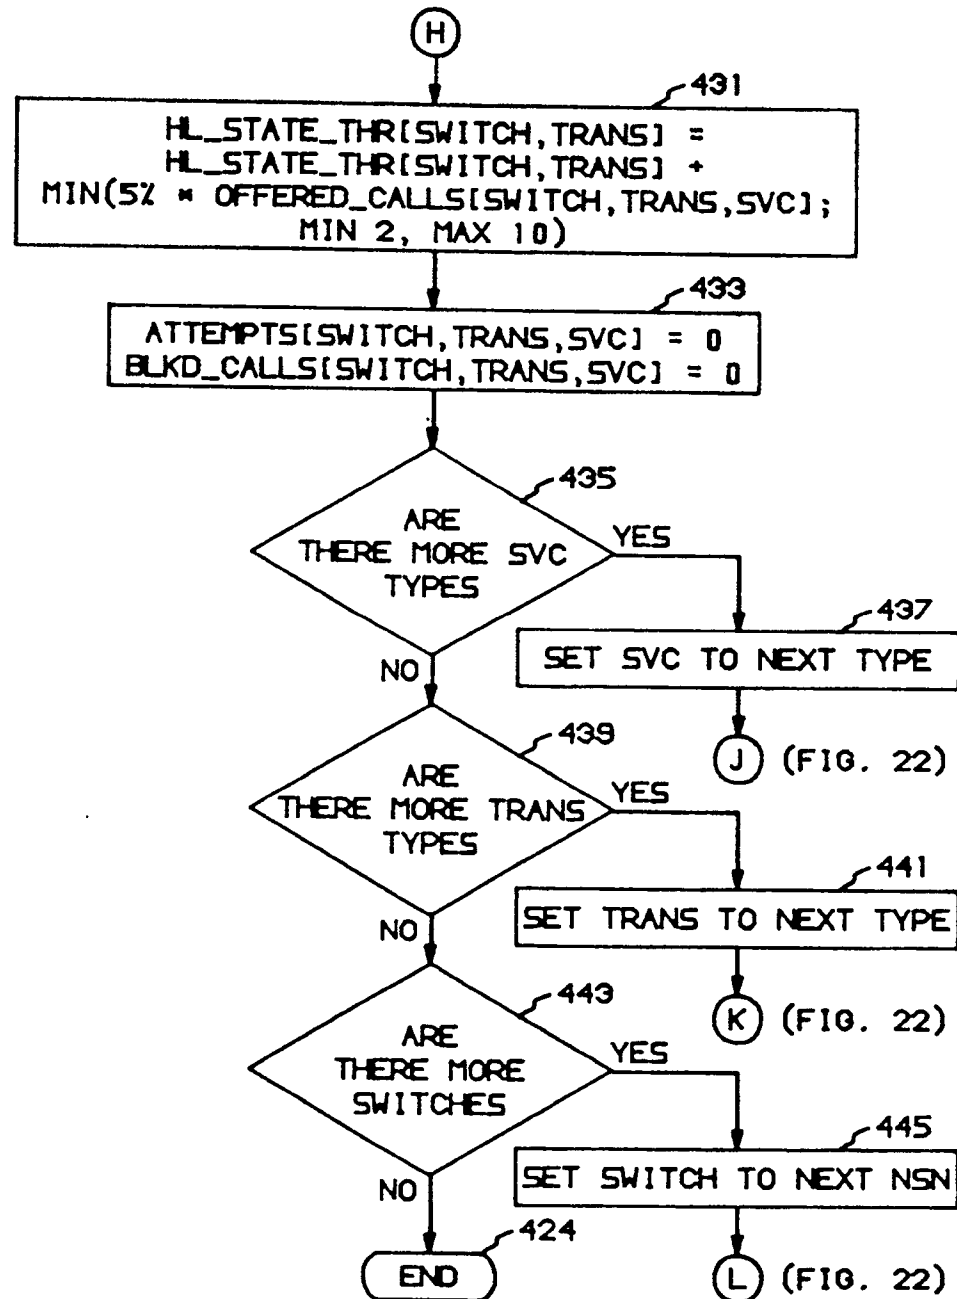 H
431
HL_STATE_THR[SWITCH,TRANS] =
HL_STATE_THR[SWITCH,TRANS] +
MIN(5% * OFFERED_CALLS[SWITCH,TRANS,SVC];
MIN 2, MAX 10)
433
ATTEMPTS[SWITCH,TRANS,SVC] = 0
BLKD_CALLS[SWITCH,TRANS,SVC] = 0
435
ARE
THERE MORE SVC
TYPES
YES
437
SET SVC TO NEXT TYPE
NO
J (FIG. 22)
439
ARE
THERE MORE TRANS
TYPES
YES
441
SET TRANS TO NEXT TYPE
NO
K (FIG. 22)
443
ARE
THERE MORE
SWITCHES
YES
445
SET SWITCH TO NEXT NSN
NO
424
END
L (FIG. 22)